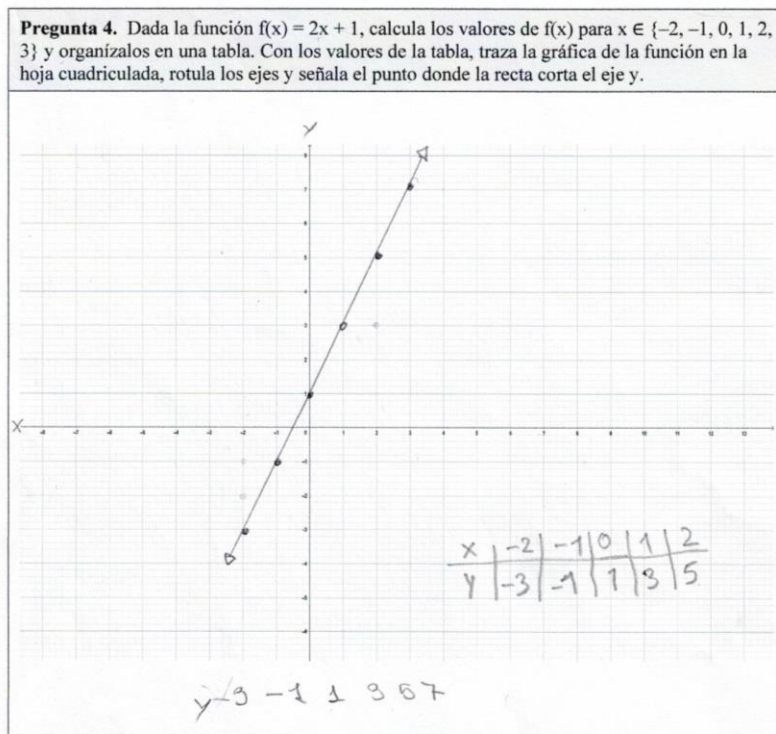 Pregunta 4. Dada la función f(x) = 2x + 1, calcula los valores de f(x) para x ∈ {–2, –1, 0, 1, 2,
3} y organízalos en una tabla. Con los valores de la tabla, traza la gráfica de la función en la
hoja cuadriculada, rotula los ejes y señala el punto donde la recta corta el eje y.
y
x
x | -2 | -1 | 0 | 1 | 2
y | -3 | -1 | 1 | 3 | 5
y -3 -1 1 3 5 7